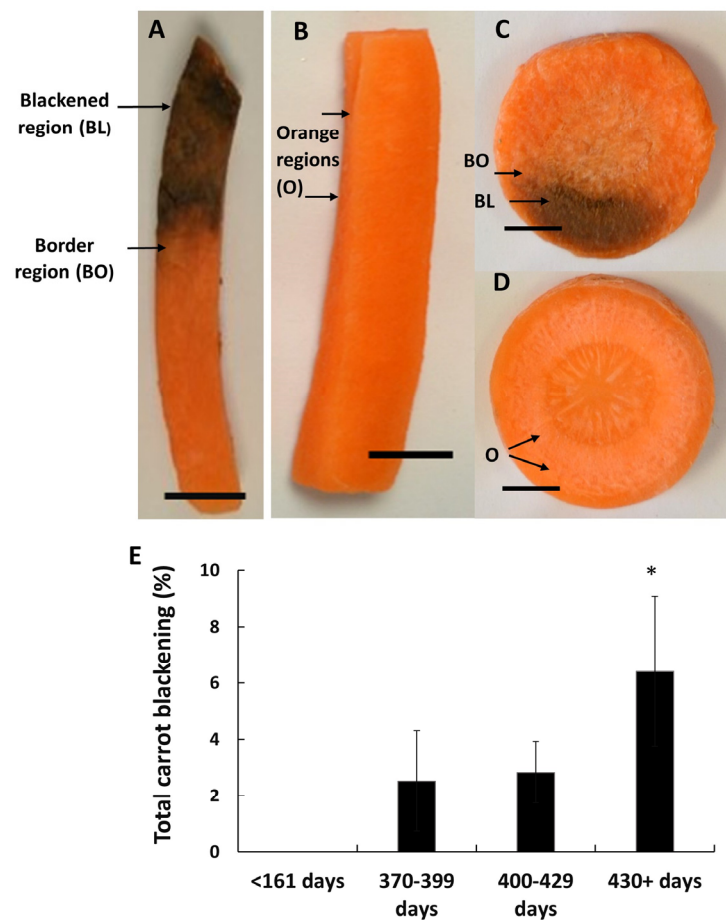 A
B
C
Blackened
region (BL)
Orange
regions
(O)
BO
BL
Border
region (BO)
D
O
E
Total carrot blackening (%)
10
8
6
4
2
0
*
<161 days
370-399
days
400-429
days
430+ days